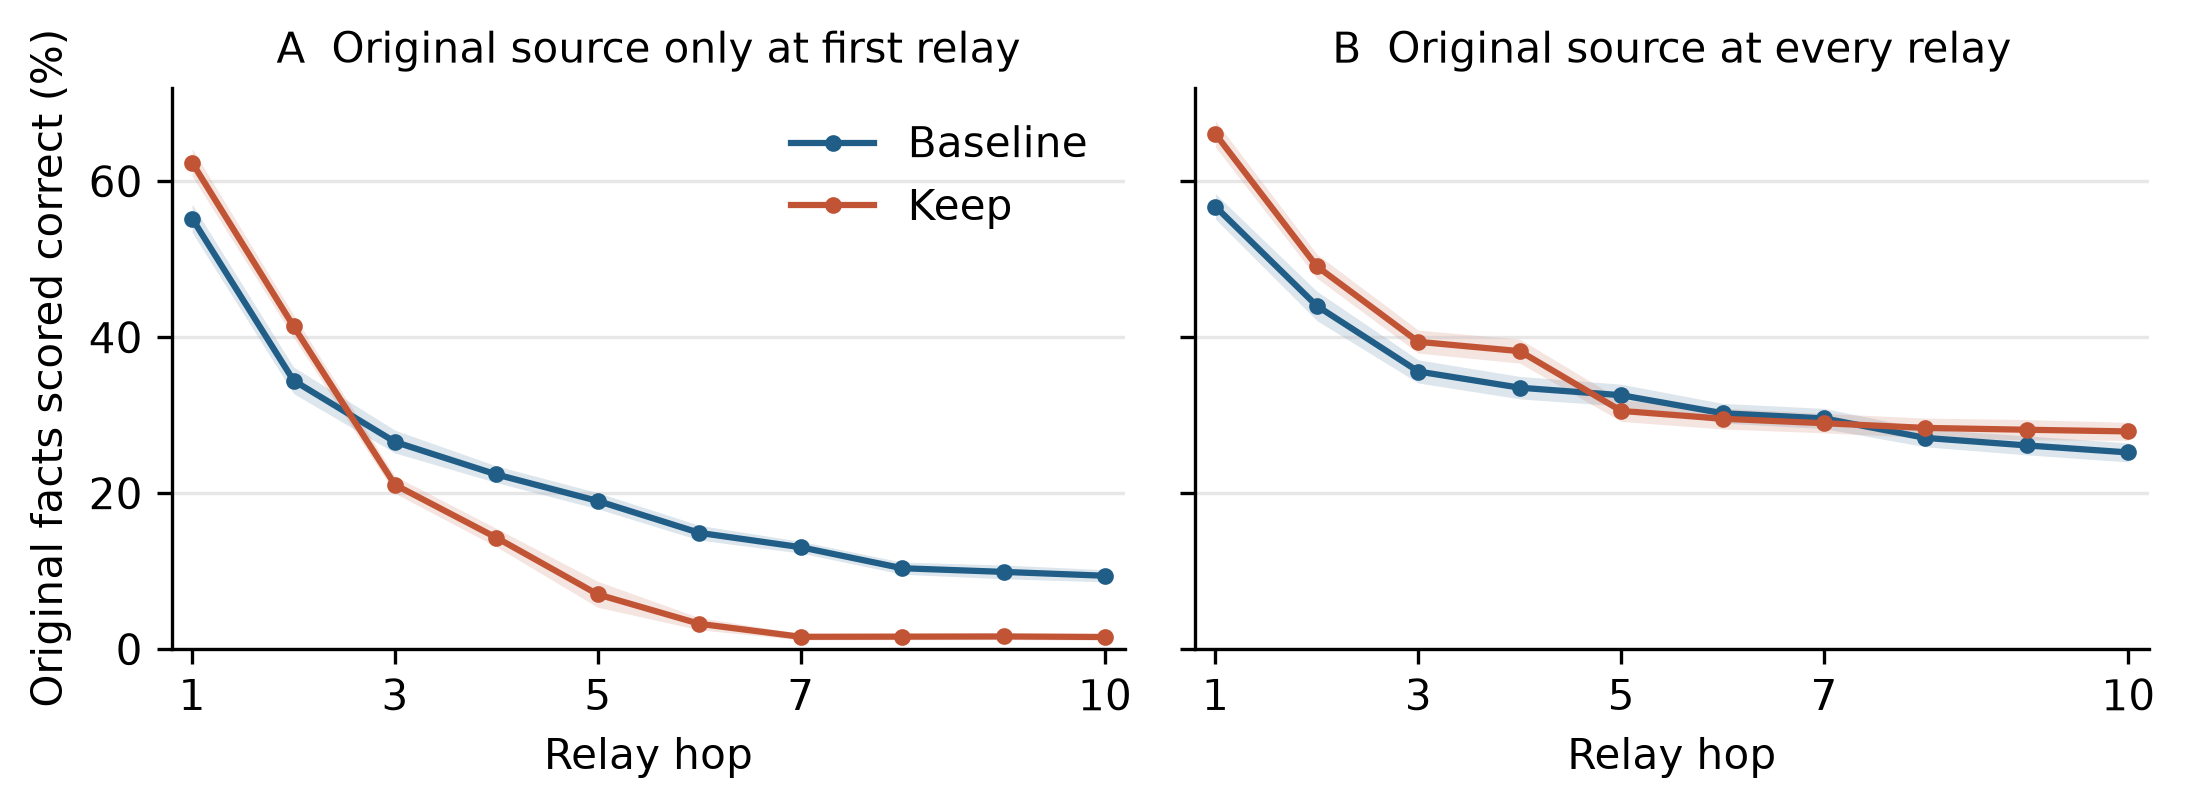 A Original source only at first relay
Original facts scored correct (%)
60
40
20
0
Baseline
Keep
1 3 5 7 10
Relay hop
B Original source at every relay
1 3 5 7 10
Relay hop